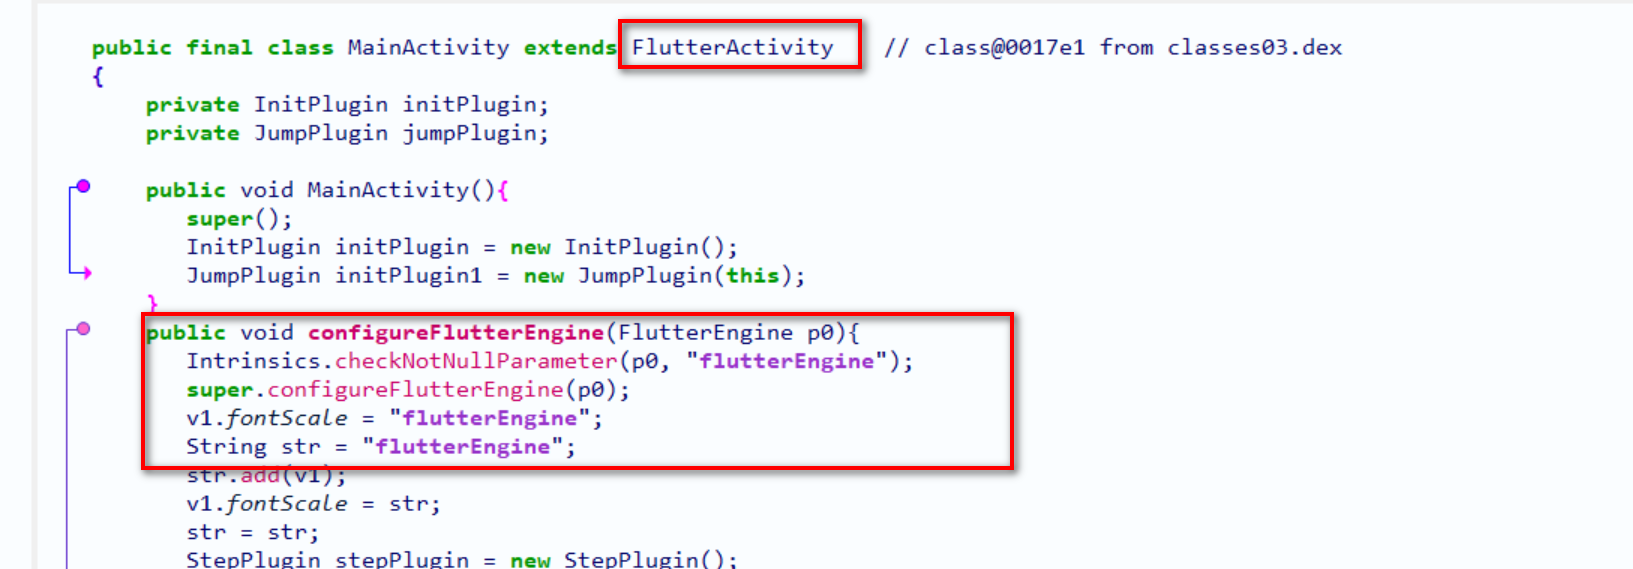 public final class MainActivity extends FlutterActivity // class@0017e1 from classes03.dex
{
private InitPlugin initPlugin;
private JumpPlugin jumpPlugin;
public void MainActivity(){
super();
InitPlugin initPlugin = new InitPlugin();
JumpPlugin initPlugin1 = new JumpPlugin(this);
}
public void configureFlutterEngine(FlutterEngine p0){
Intrinsics.checkNotNullParameter(p0, "flutterEngine");
super.configureFlutterEngine(p0);
v1.fontScale = "flutterEngine";
String str = "flutterEngine";
str.add(v1);
v1.fontScale = str;
str = str;
StepPlugin stepPlugin = new StepPlugin();